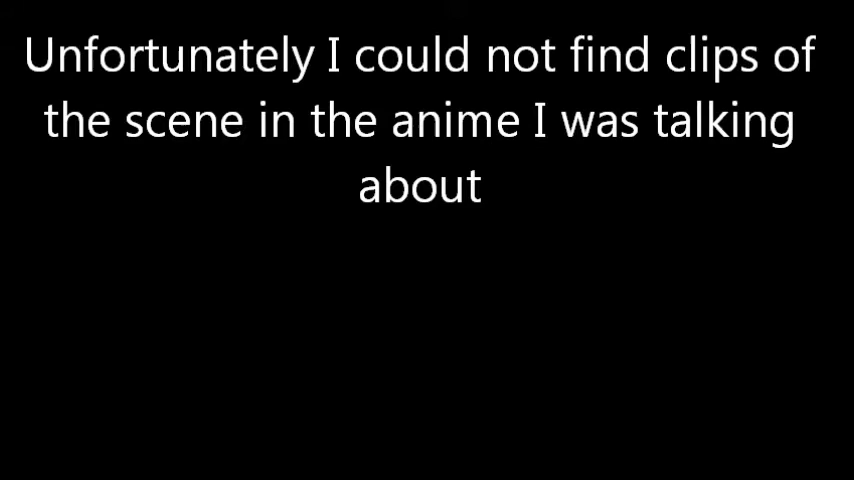 Unfortunately I could not find clips of
the scene in the anime I was talking
about